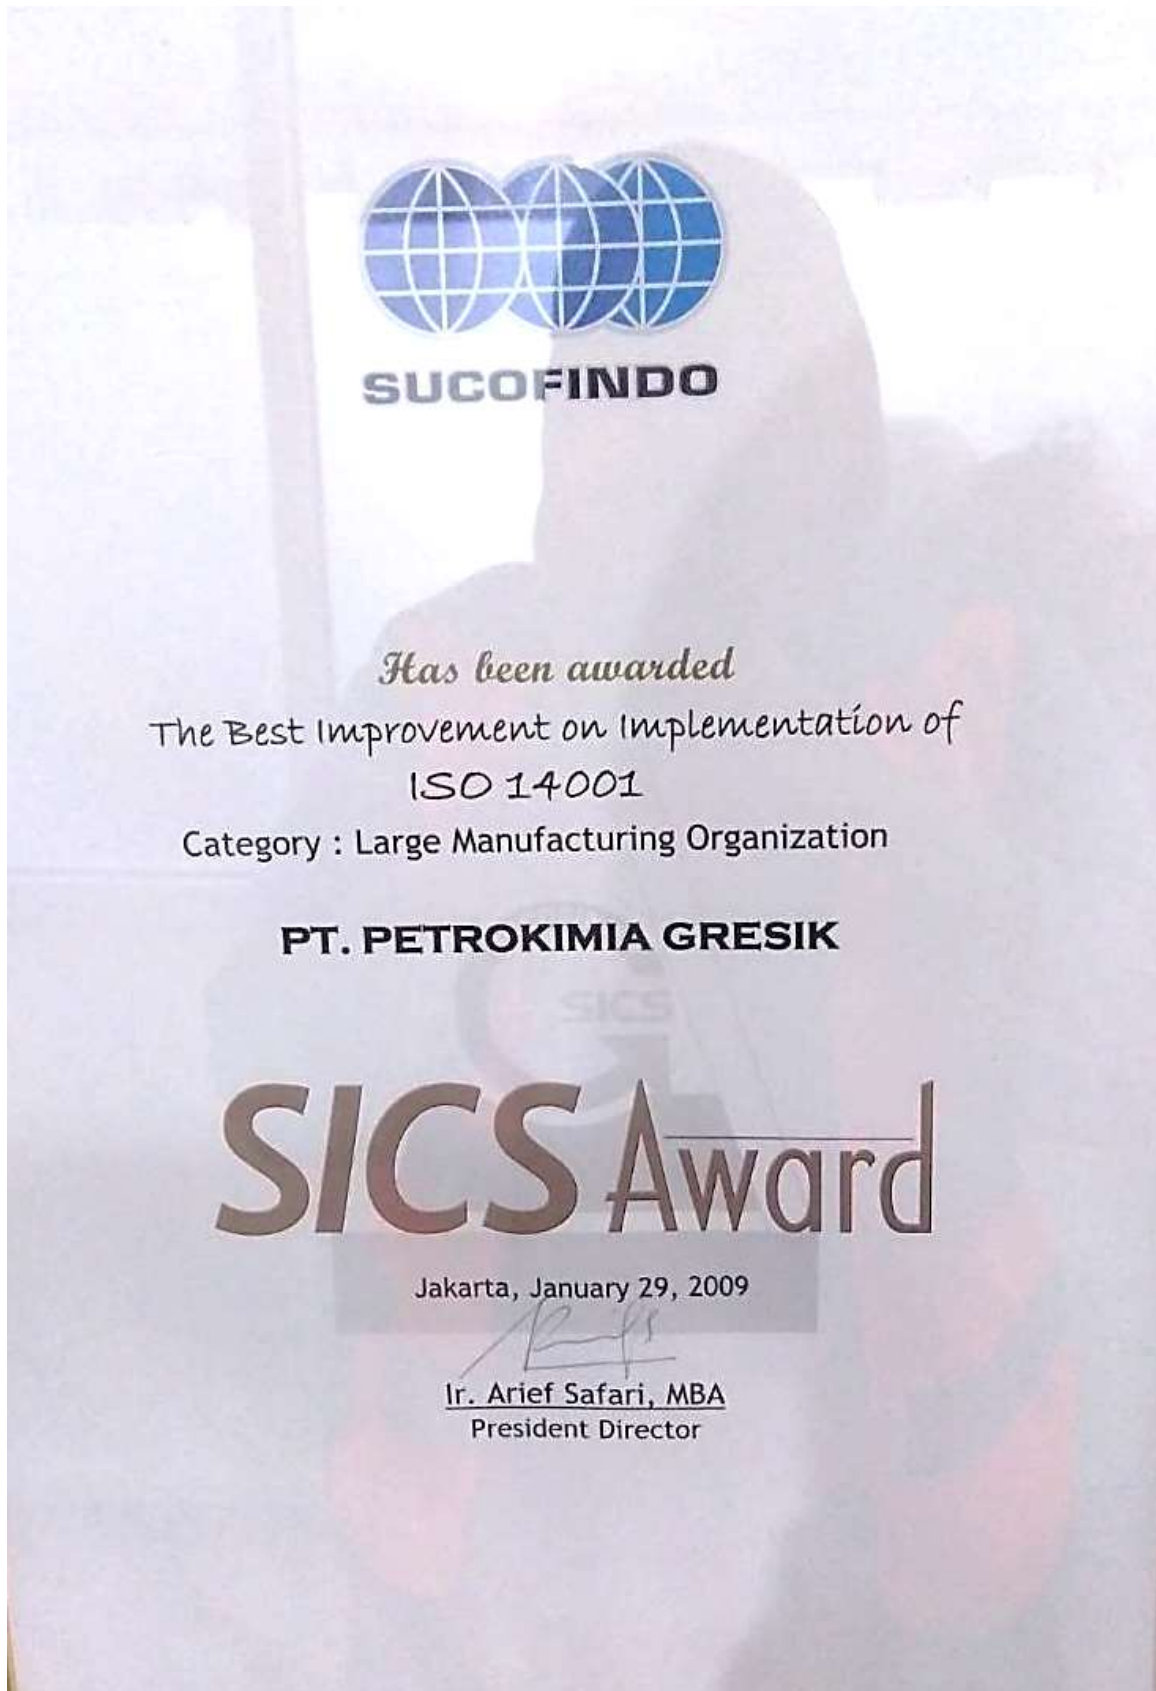 SUCOFINDO
Has been awarded
The Best Improvement on Implementation of
ISO 14001
Category : Large Manufacturing Organization
PT. PETROKIMIA GRESIK
SICS
SICS Award
Jakarta, January 29, 2009
Ir. Arief Safari, MBA
President Director